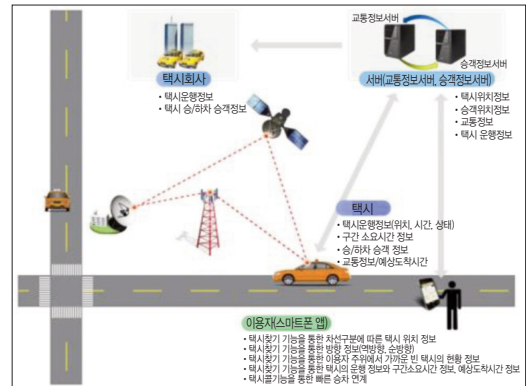 교통정보서버
승객정보서버
택시회사
• 택시운행정보
• 택시 승/하차 승객정보
서버(교통정보서버, 승객정보서버)
• 택시위치정보
• 승객위치정보
• 교통정보
• 택시 운행정보
택시
• 택시운행정보(위치, 시간, 상태)
• 구간 소요시간 정보
• 승/하차 승객 정보
• 교통정보/예상도착시간
이용자(스마트폰 앱)
• 택시찾기 기능을 통한 차선구분에 따른 택시 위치 정보
• 택시찾기 기능을 통한 방향 정보(역방향, 순방향)
• 택시찾기 기능을 통한 이용자 주위에서 가까운 빈 택시의 현황 정보
• 택시찾기 기능을 통한 택시의 운행 정보와 구간소요시간 정보, 예상도착시간 정보
• 택시콜기능을 통한 빠른 승차 연계